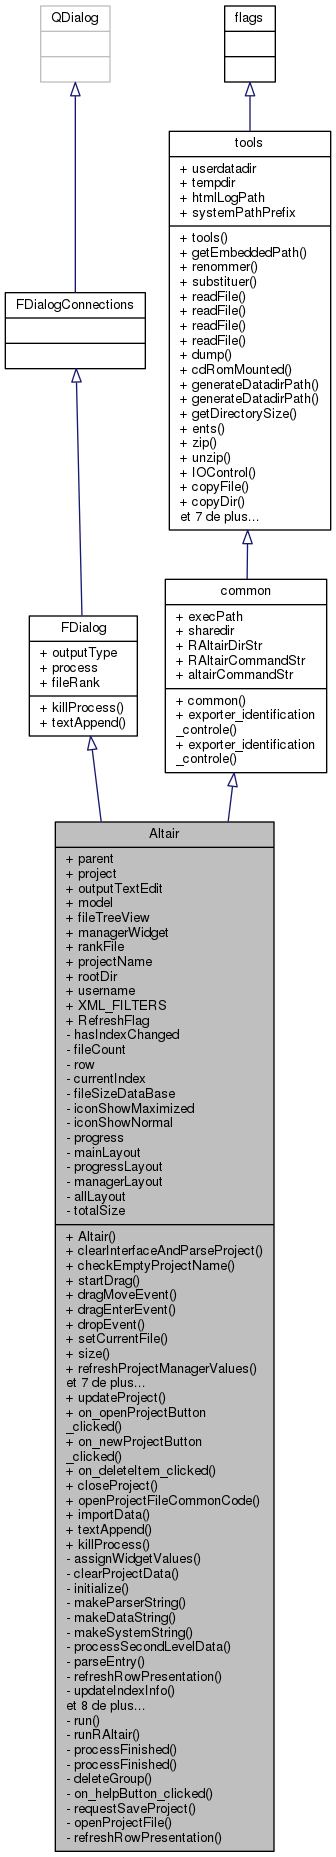 QDialog
flags
tools
+ userdatadir
+ tempdir
+ htmlLogPath
+ systemPathPrefix
+ tools()
+ getEmbeddedPath()
+ renommer()
+ substituer()
+ readFile()
+ readFile()
+ readFile()
+ readFile()
+ dump()
+ cdRomMounted()
+ generateDatadirPath()
+ generateDatadirPath()
+ getDirectorySize()
+ ents()
+ zip()
+ unzip()
+ IOControl()
+ copyFile()
+ copyDir()
et 7 de plus...
FDialogConnections
common
+ execPath
+ sharedir
+ RAltairDirStr
+ RAltairCommandStr
+ altairCommandStr
+ common()
+ exporter_identification
_controle()
+ exporter_identification
_controle()
FDialog
+ outputType
+ process
+ fileRank
+ killProcess()
+ textAppend()
Altair
+ parent
+ project
+ outputTextEdit
+ model
+ fileTreeView
+ managerWidget
+ rankFile
+ projectName
+ rootDir
+ username
+ XML_FILTERS
+ RefreshFlag
- hasIndexChanged
- fileCount
- row
- currentIndex
- fileSizeDataBase
- iconShowMaximized
- iconShowNormal
- progress
- mainLayout
- progressLayout
- managerLayout
- allLayout
- totalSize
+ Altair()
+ clearInterfaceAndParseProject()
+ checkEmptyProjectName()
+ startDrag()
+ dragMoveEvent()
+ dragEnterEvent()
+ dropEvent()
+ setCurrentFile()
+ size()
+ refreshProjectManagerValues()
et 7 de plus...
+ updateProject()
+ on_openProjectButton
_clicked()
+ on_newProjectButton
_clicked()
+ on_deleteItem_clicked()
+ closeProject()
+ openProjectFileCommonCode()
+ importData()
+ textAppend()
+ killProcess()
- assignWidgetValues()
- clearProjectData()
- initialize()
- makeParserString()
- makeDataString()
- makeSystemString()
- processSecondLevelData()
- parseEntry()
- refreshRowPresentation()
- updateIndexInfo()
et 8 de plus...
- run()
- runRAltair()
- processFinished()
- processFinished()
- deleteGroup()
- on_helpButton_clicked()
- requestSaveProject()
- openProjectFile()
- refreshRowPresentation()